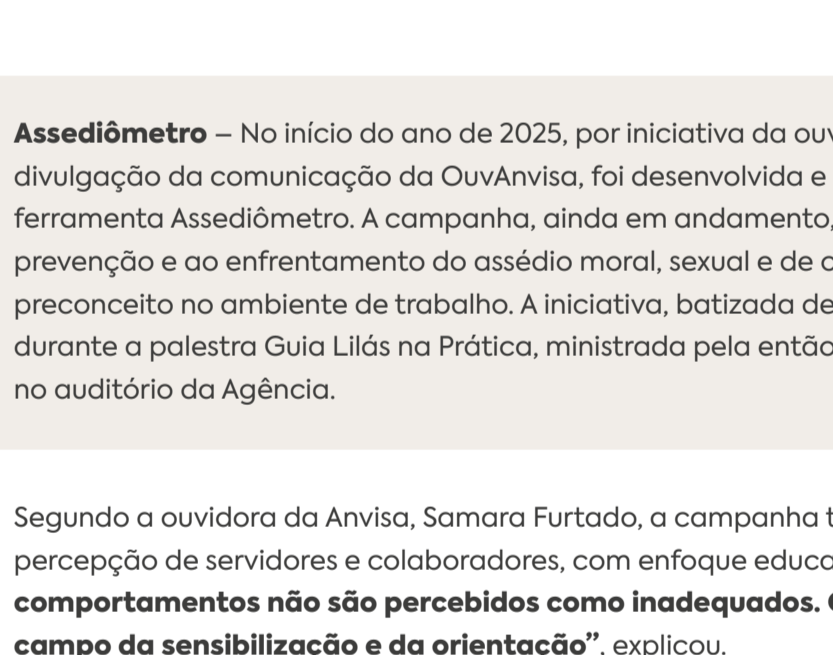 Assediômetro – No início do ano de 2025, por iniciativa da
divulgação da comunicação da OuvAnvisa, foi desenvolvida e
ferramenta Assediômetro. A campanha, ainda em andamento,
prevenção e ao enfrentamento do assédio moral, sexual e de
preconceito no ambiente de trabalho. A iniciativa, batizada de
durante a palestra Guia Lilás na Prática, ministrada pela então
no auditório da Agência.
Segundo a ouvidora da Anvisa, Samara Furtado, a campanha
percepção de servidores e colaboradores, com enfoque
comportamentos não são percebidos como inadequados.
campo da sensibilização e da orientação”, explicou.